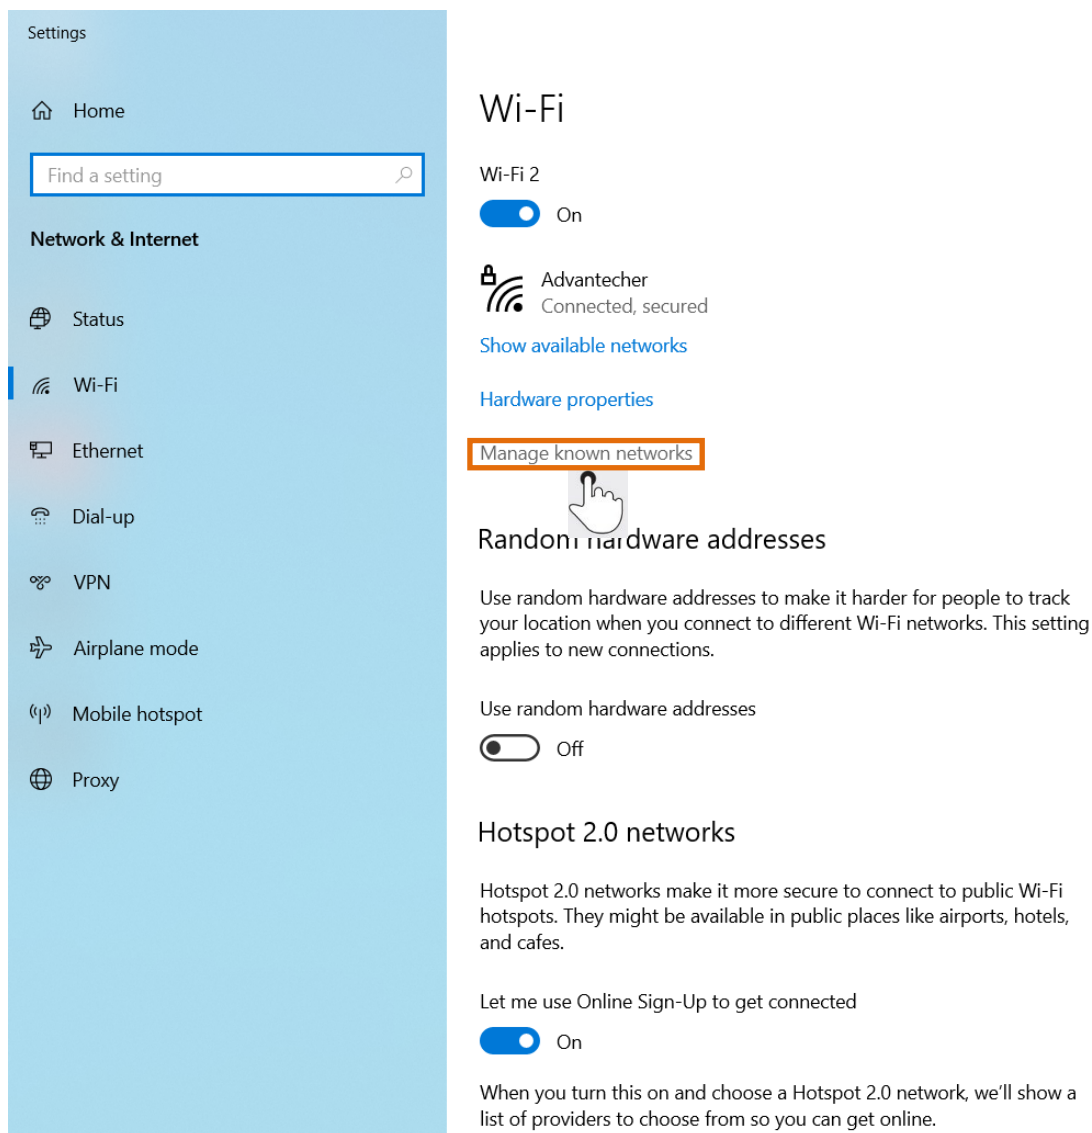 Settings
Home
Find a setting
Network & Internet
Status
Wi-Fi
Ethernet
Dial-up
VPN
Airplane mode
Mobile hotspot
Proxy
Wi-Fi
Wi-Fi 2
On
Advantecher
Connected, secured
Show available networks
Hardware properties
Manage known networks
Random hardware addresses
Use random hardware addresses to make it harder for people to track
your location when you connect to different Wi-Fi networks. This setting
applies to new connections.
Use random hardware addresses
Off
Hotspot 2.0 networks
Hotspot 2.0 networks make it more secure to connect to public Wi-Fi
hotspots. They might be available in public places like airports, hotels,
and cafes.
Let me use Online Sign-Up to get connected
On
When you turn this on and choose a Hotspot 2.0 network, we'll show a
list of providers to choose from so you can get online.